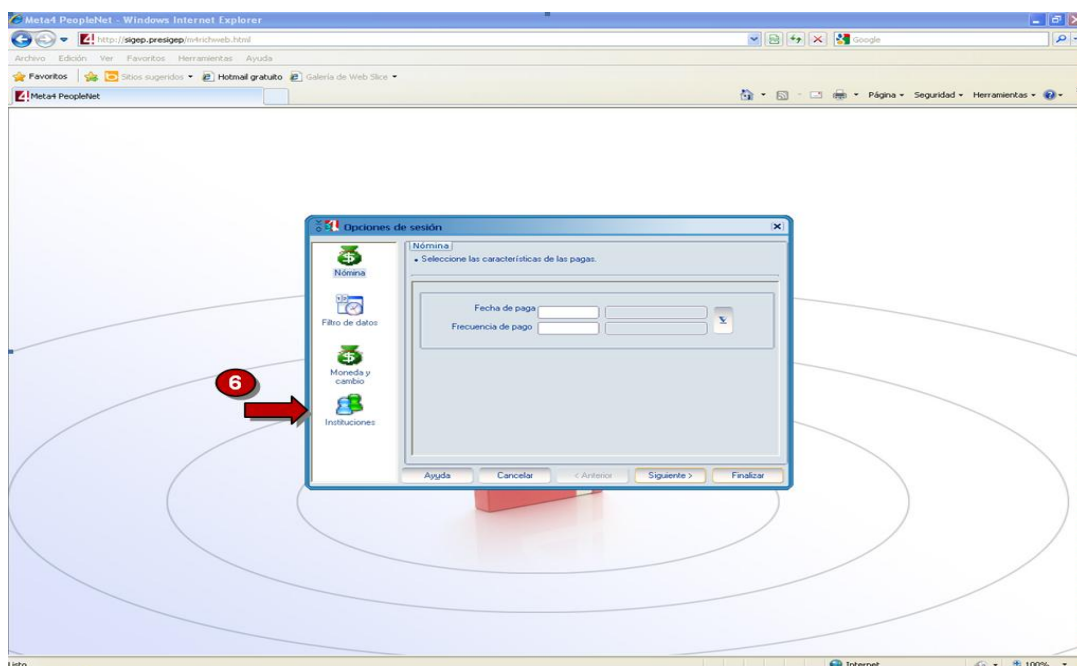 Meta4 PeopleNet - Windows Internet Explorer
http://sigep.presigep/m4richweb.html
Google
Archivo Edición Ver Favoritos Herramientas Ayuda
Favoritos Sitios sugeridos Hotmail gratuito Galería de Web Slice
Meta4 PeopleNet
Página Seguridad Herramientas
Opciones de sesión
Nómina
Nómina
Seleccione las características de las pagas.
Filtro de datos
Fecha de paga
Frecuencia de pago
Moneda y
cambio
6
Instituciones
Ayuda Cancelar < Anterior Siguiente > Finalizar
Listo
Internet
100%